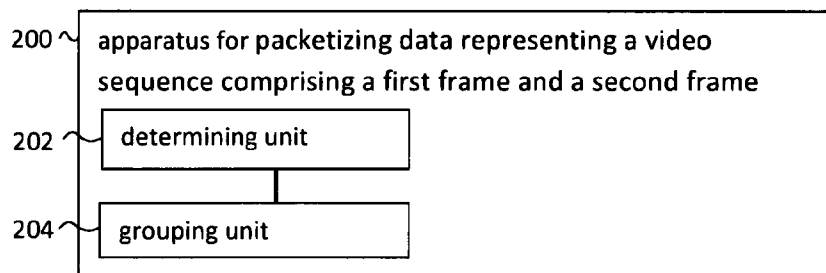 200 apparatus for packetizing data representing a video
sequence comprising a first frame and a second frame
202 determining unit
204 grouping unit